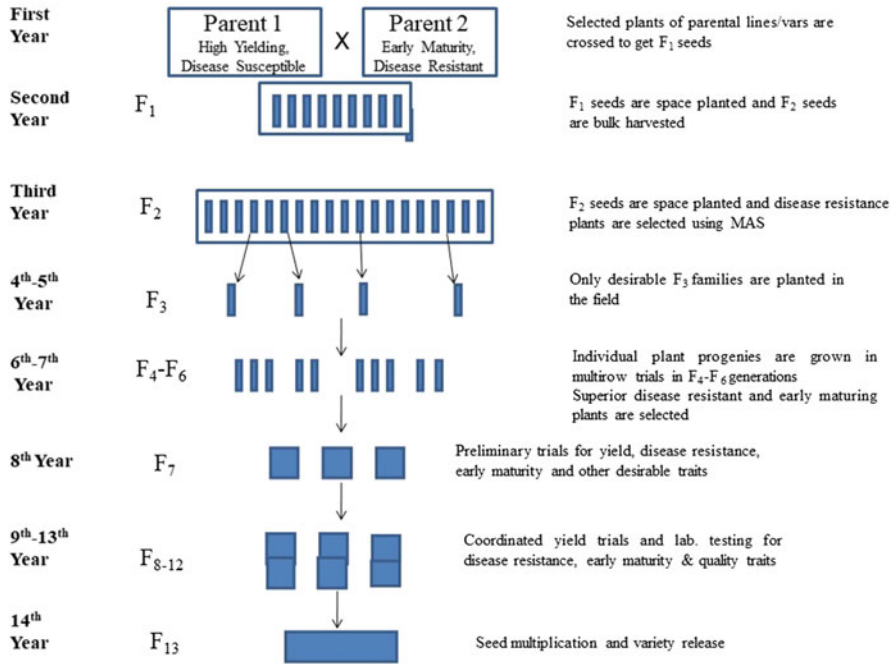 First
Year
Parent 1
High Yielding,
Disease Susceptible
X
Parent 2
Early Maturity,
Disease Resistant
Selected plants of parental lines/vars are
crossed to get F1 seeds
Second
Year
F1
F1 seeds are space planted and F2 seeds
are bulk harvested
Third
Year
F2
F2 seeds are space planted and disease resistance
plants are selected using MAS
4th-5th
Year
F3
Only desirable F3 families are planted in
the field
6th-7th
Year
F4-F6
Individual plant progenies are grown in
multirow trials in F4-F6 generations
Superior disease resistant and early maturing
plants are selected
8th Year
F7
Preliminary trials for yield, disease resistance,
early maturity and other desirable traits
9th-13th
Year
F8-12
Coordinated yield trials and lab. testing for
disease resistance, early maturity & quality traits
14th
Year
F13
Seed multiplication and variety release